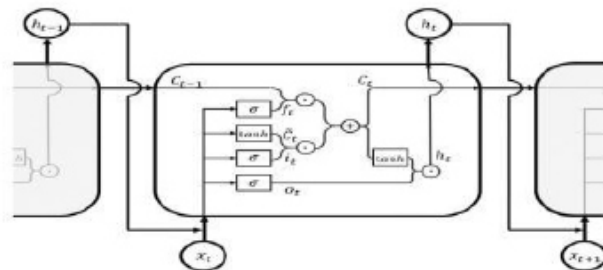 h_{t-1}
h_t
C_{t-1}
C_t
σ
f_t
tanh
C̃_t
σ
i_t
tanh
h_t
σ
o_t
x_t
x_{t+1}